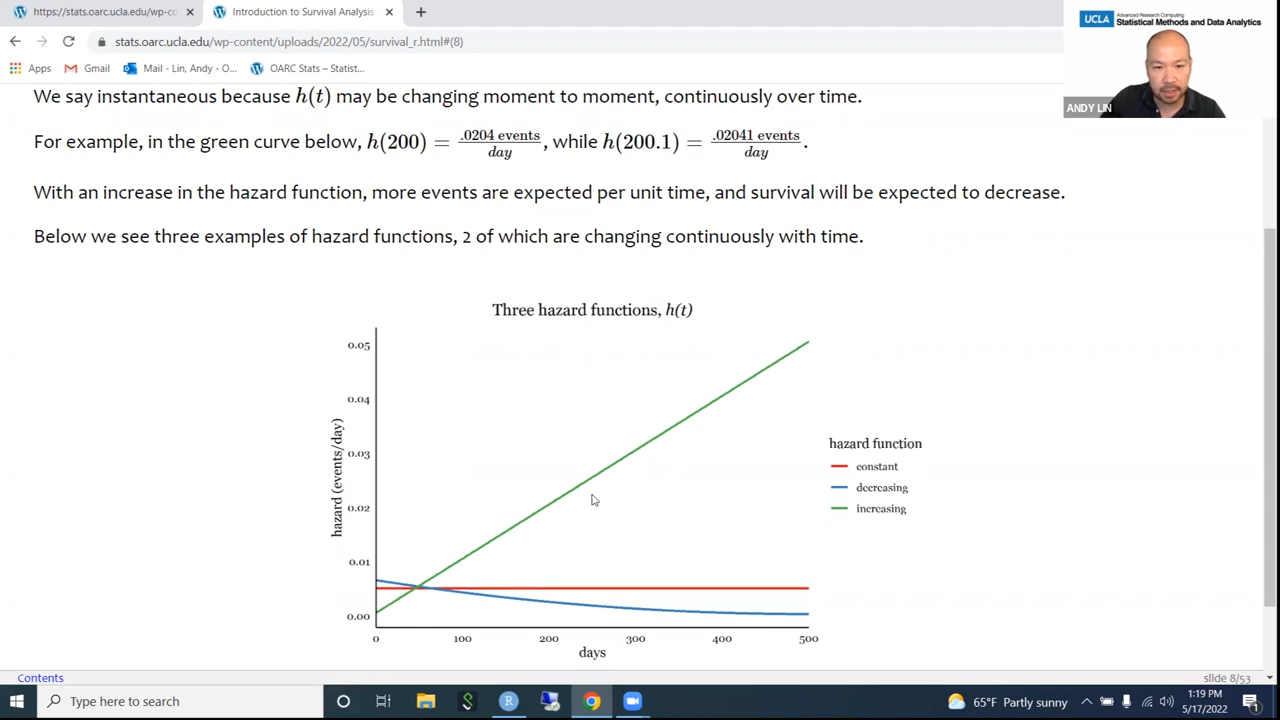 https://stats.oarc.ucla.edu/wp-co
Introduction to Survival Analysis
stats.oarc.ucla.edu/wp-content/uploads/2022/05/survival_r.html#(8)
Apps
Gmail
Mail - Lin, Andy - O...
OARC Stats – Statist...
UCLA
Advanced Research Computing
Statistical Methods and Data Analytics
ANDY LIN
We say instantaneous because h(t) may be changing moment to moment, continuously over time.
For example, in the green curve below, h(200) = .0204 events/day, while h(200.1) = .02041 events/day.
With an increase in the hazard function, more events are expected per unit time, and survival will be expected to decrease.
Below we see three examples of hazard functions, 2 of which are changing continuously with time.
Three hazard functions, h(t)
hazard (events/day)
0.05
0.04
0.03
0.02
0.01
0.00
0 100 200 300 400 500
days
hazard function
constant
decreasing
increasing
Contents
slide 8/53
Type here to search
65°F Partly sunny
1:19 PM
5/17/2022
1